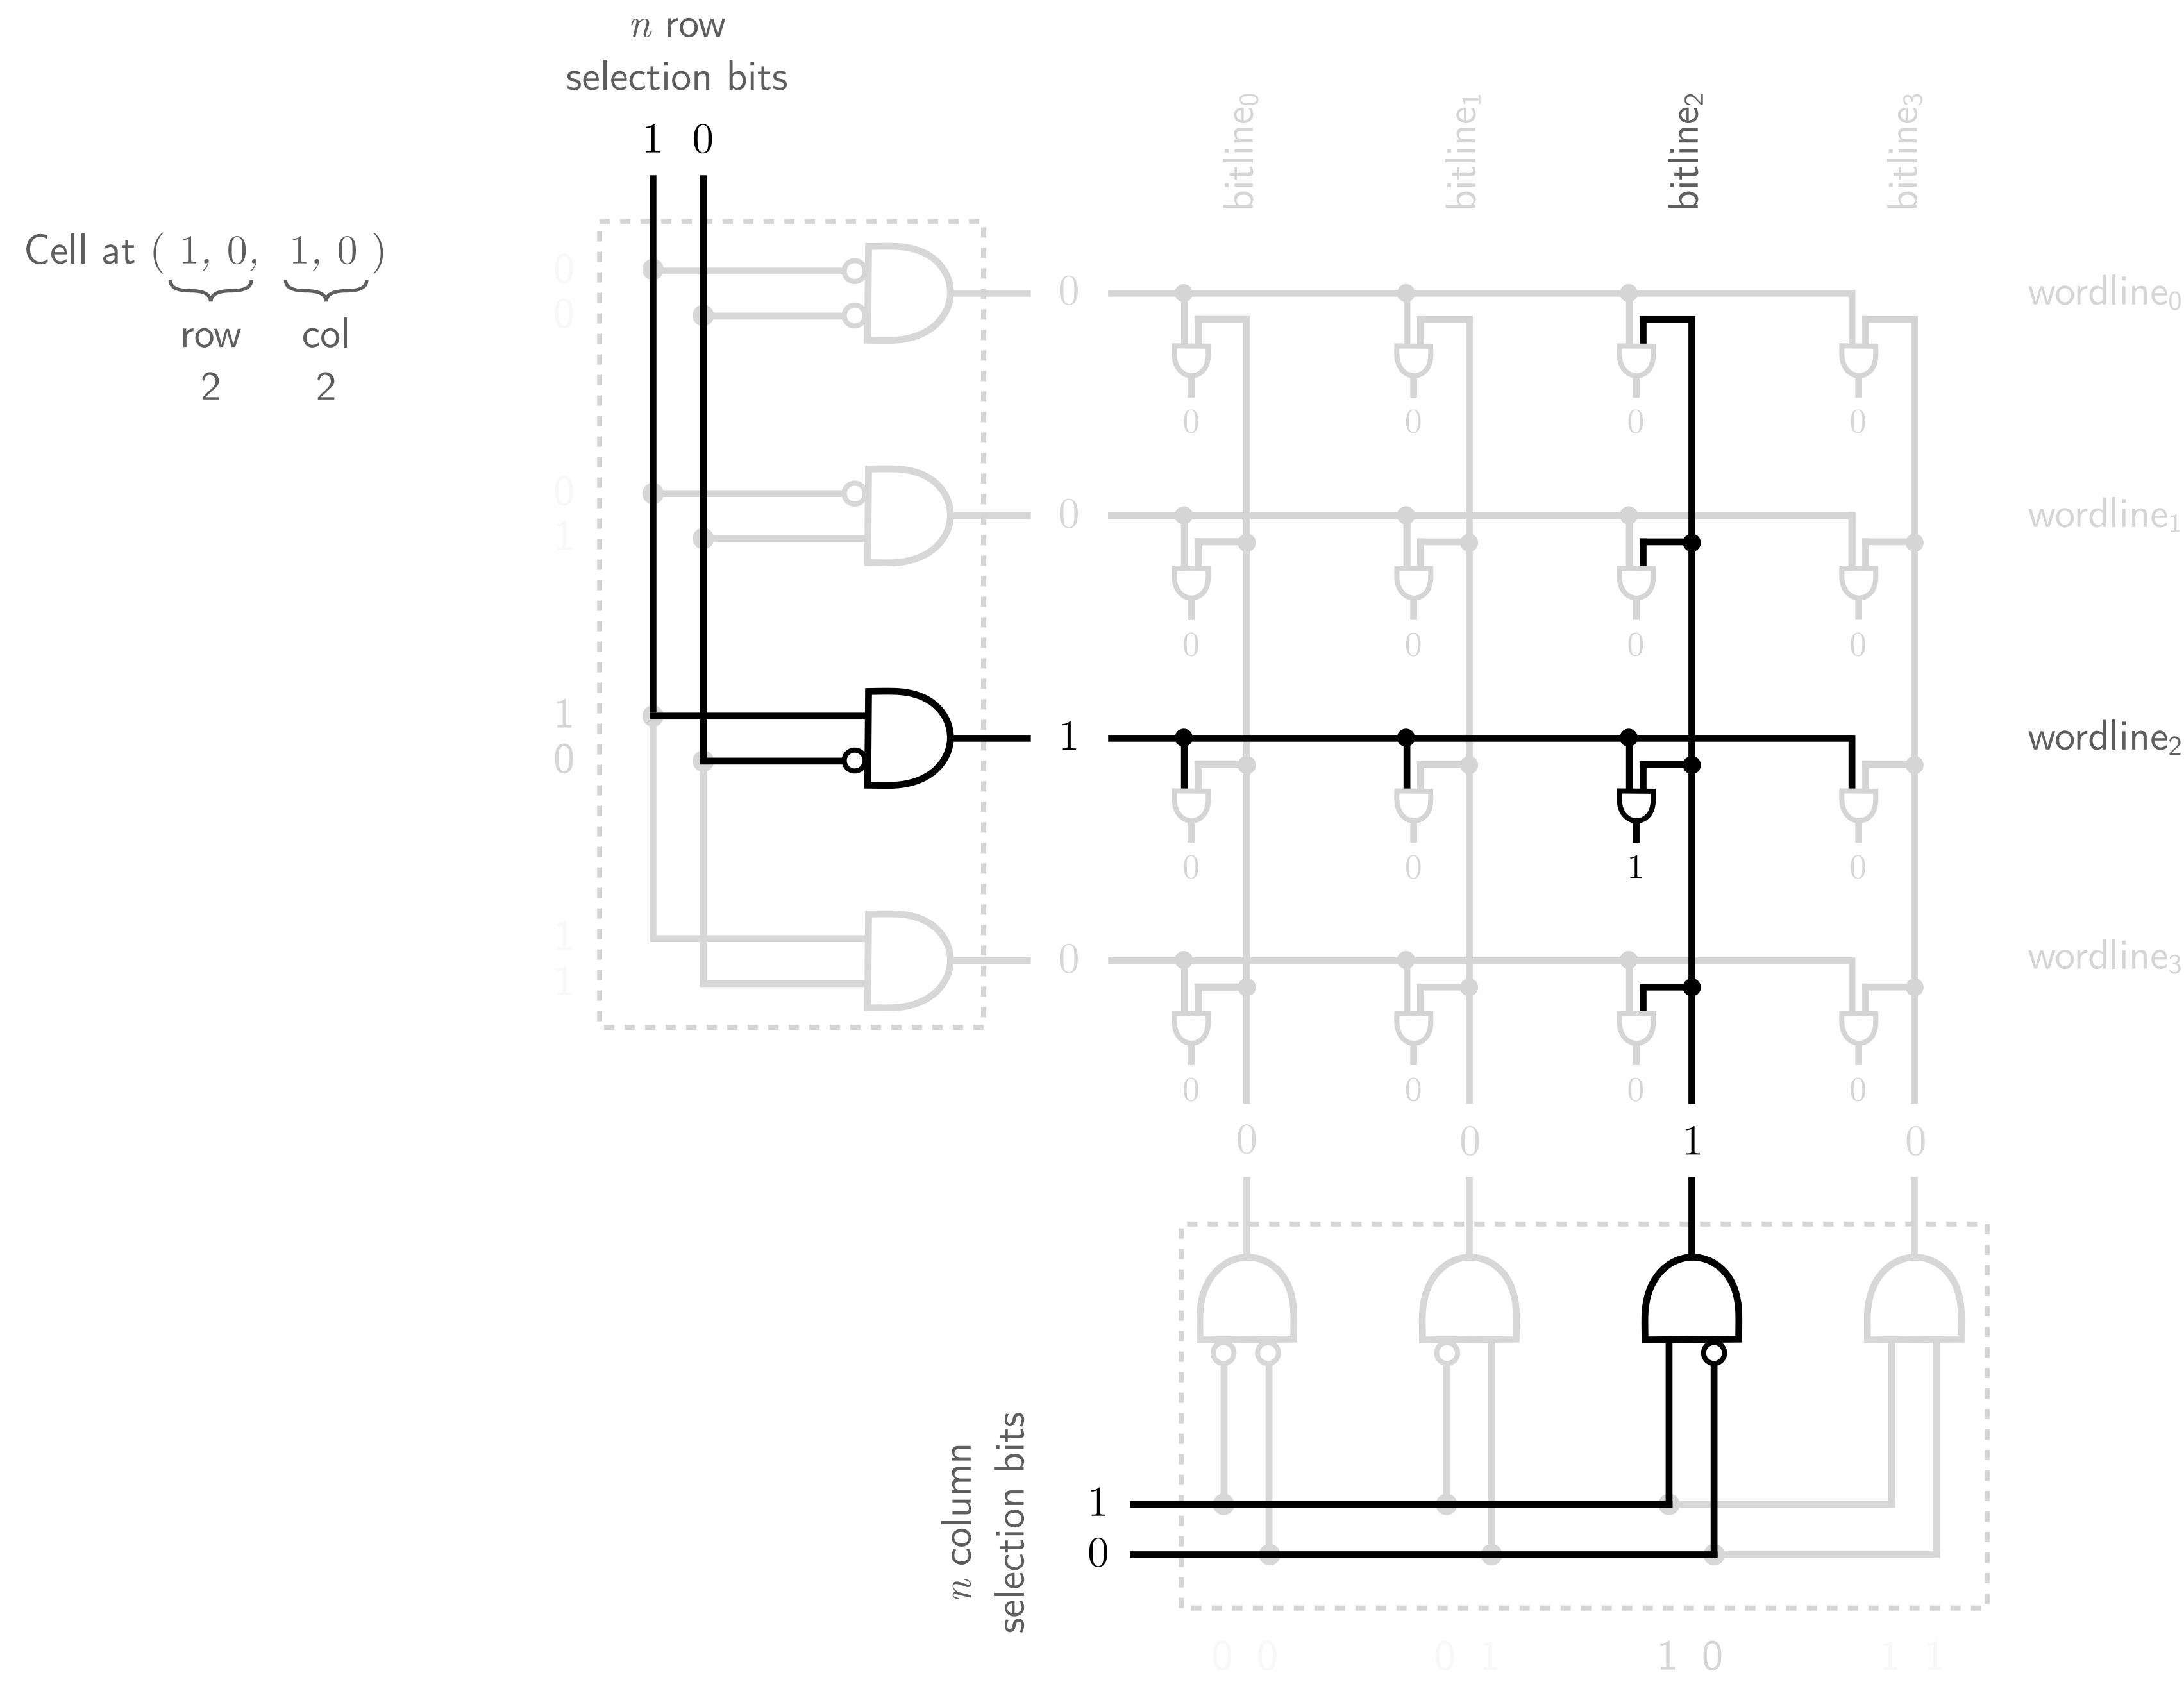 n row
selection bits
1 0
bitline0 bitline1 bitline2 bitline3
Cell at ( 1, 0, 1, 0 )
row col
2 2
0
0
0
wordline0
0 0 0 0
0
1
0
wordline1
0 0 0 0
1
0
1
wordline2
0 0 1 0
1
1
0
wordline3
0 0 0 0
0 0 1 0
n column
selection bits
1
0
0 0 0 1 1 0 1 1